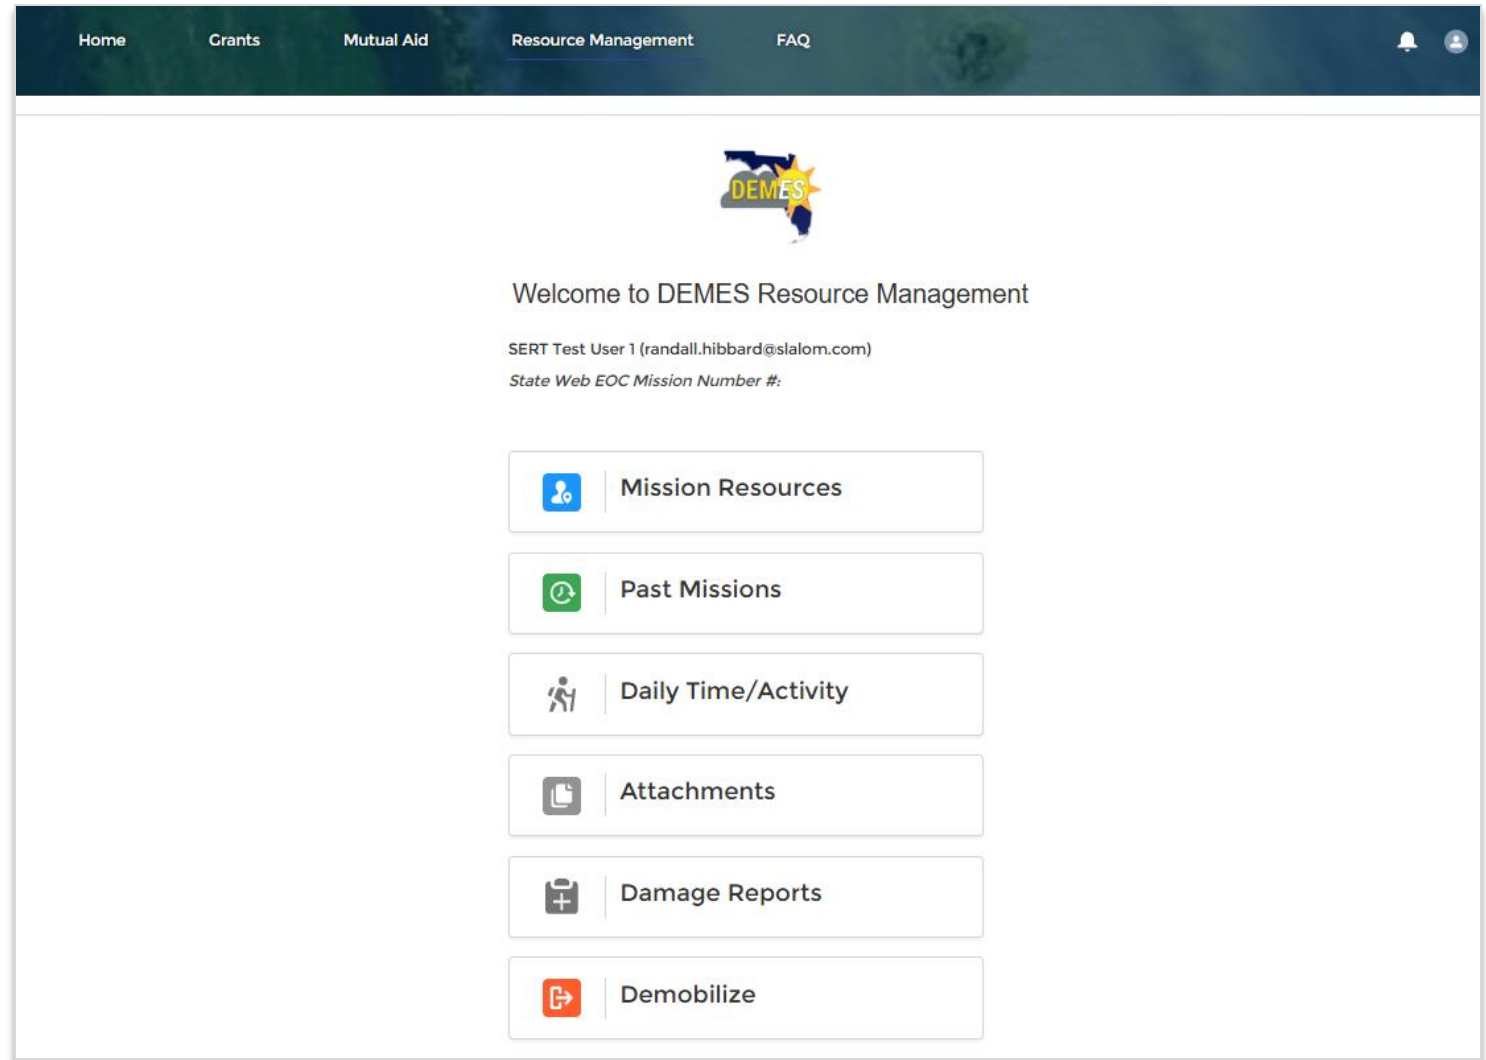 Home Grants Mutual Aid Resource Management FAQ
DEMES
Welcome to DEMES Resource Management
SERT Test User 1 (randall.hibbard@slalom.com)
State Web EOC Mission Number #:
Mission Resources
Past Missions
Daily Time/Activity
Attachments
Damage Reports
Demobilize